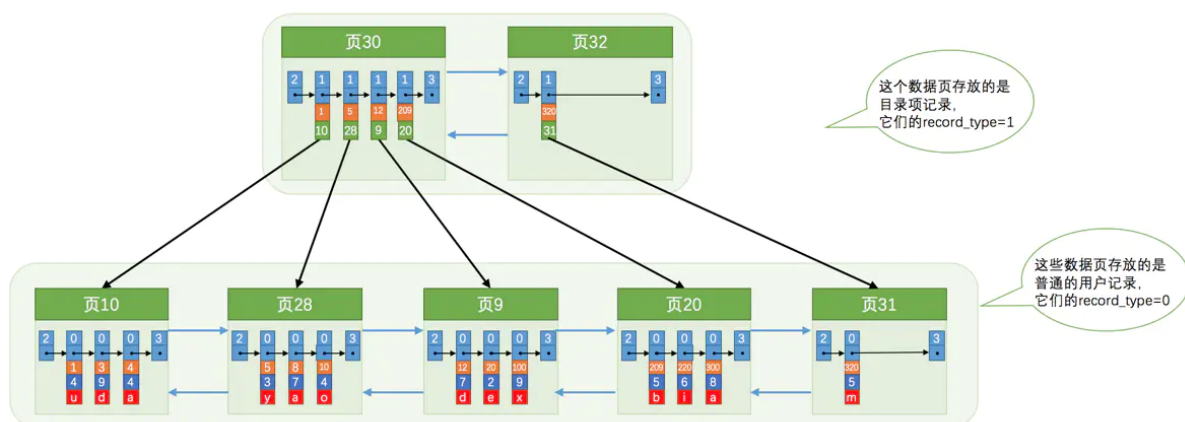 页30
页32
2 1 1 1 1 3
2 1 3
1 5 12 209
320
10 28 9 20
31
这个数据页存放的是
目录项记录，
它们的record_type=1
这些数据页存放的是
普通的用户记录，
它们的record_type=0
页10
页28
页9
页20
页31
2 0 0 0 3
2 0 0 0 3
2 0 0 0 3
2 0 0 0 3
2 0 3
1 3 4
5 8 10
12 20 100
209 220 300
320
4 9 4
3 7 4
7 2 9
5 6 8
5
u d a
y a o
d e x
b i a
m